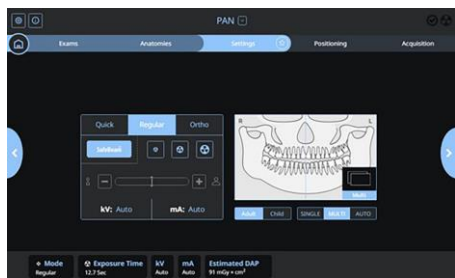 PAN
Exams Anatomies Settings Positioning Acquisition
Quick Regular Ortho
R L
kV: Auto mA: Auto
Multi
Adult Child SINGLE MULTI AUTO
Mode Exposure Time kV mA Estimated DAP
Regular 12.7 Sec Auto Auto 91 mGy • cm²